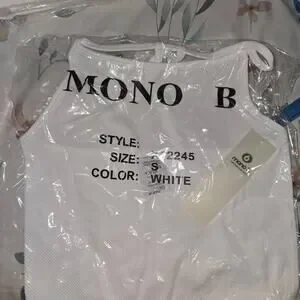 MONO B
STYLE: 2245
SIZE: S
COLOR: WHITE